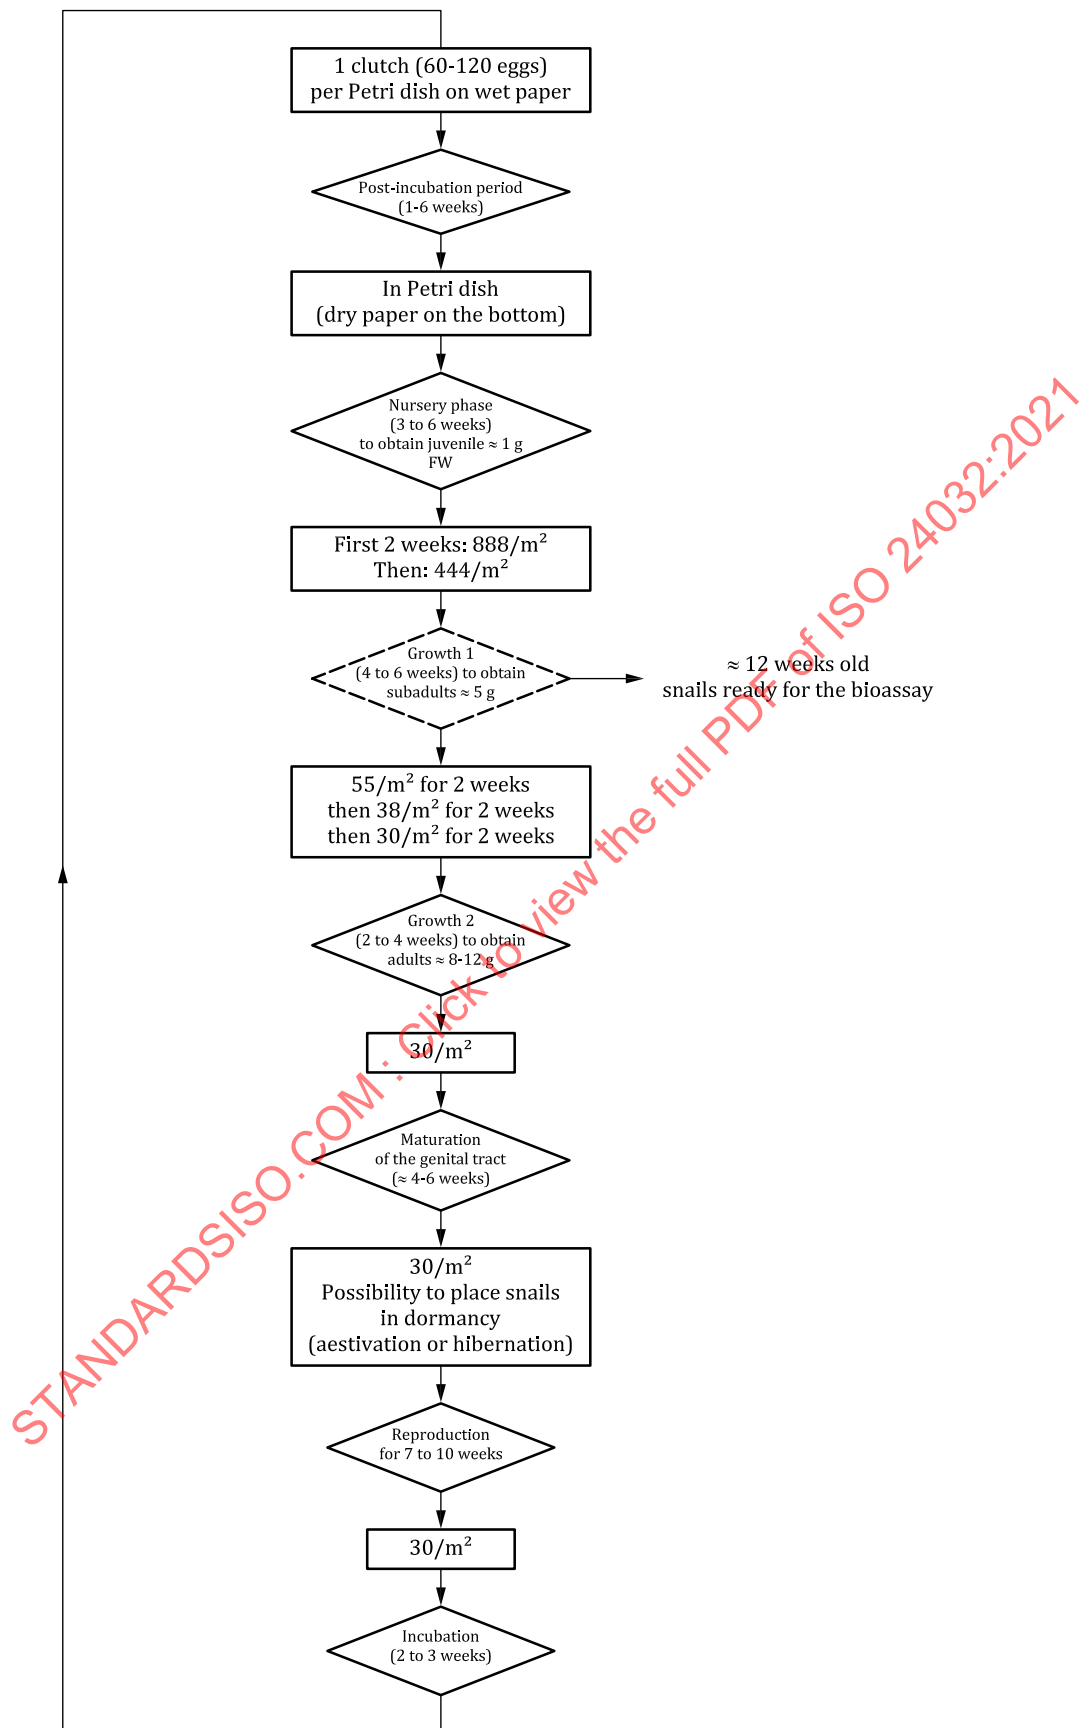 1 clutch (60-120 eggs)
per Petri dish on wet paper
Post-incubation period
(1-6 weeks)
In Petri dish
(dry paper on the bottom)
Nursery phase
(3 to 6 weeks)
to obtain juvenile ≈ 1 g
FW
First 2 weeks: 888/m²
Then: 444/m²
Growth 1
(4 to 6 weeks) to obtain
subadults ≈ 5 g
≈ 12 weeks old
snails ready for the bioassay
55/m² for 2 weeks
then 38/m² for 2 weeks
then 30/m² for 2 weeks
Growth 2
(2 to 4 weeks) to obtain
adults ≈ 8-12 g
30/m²
Maturation
of the genital tract
(≈ 4-6 weeks)
30/m²
Possibility to place snails
in dormancy
(aestivation or hibernation)
Reproduction
for 7 to 10 weeks
30/m²
Incubation
(2 to 3 weeks)
STANDARDSISO.COM : Click to view the full PDF of ISO 24032:2021